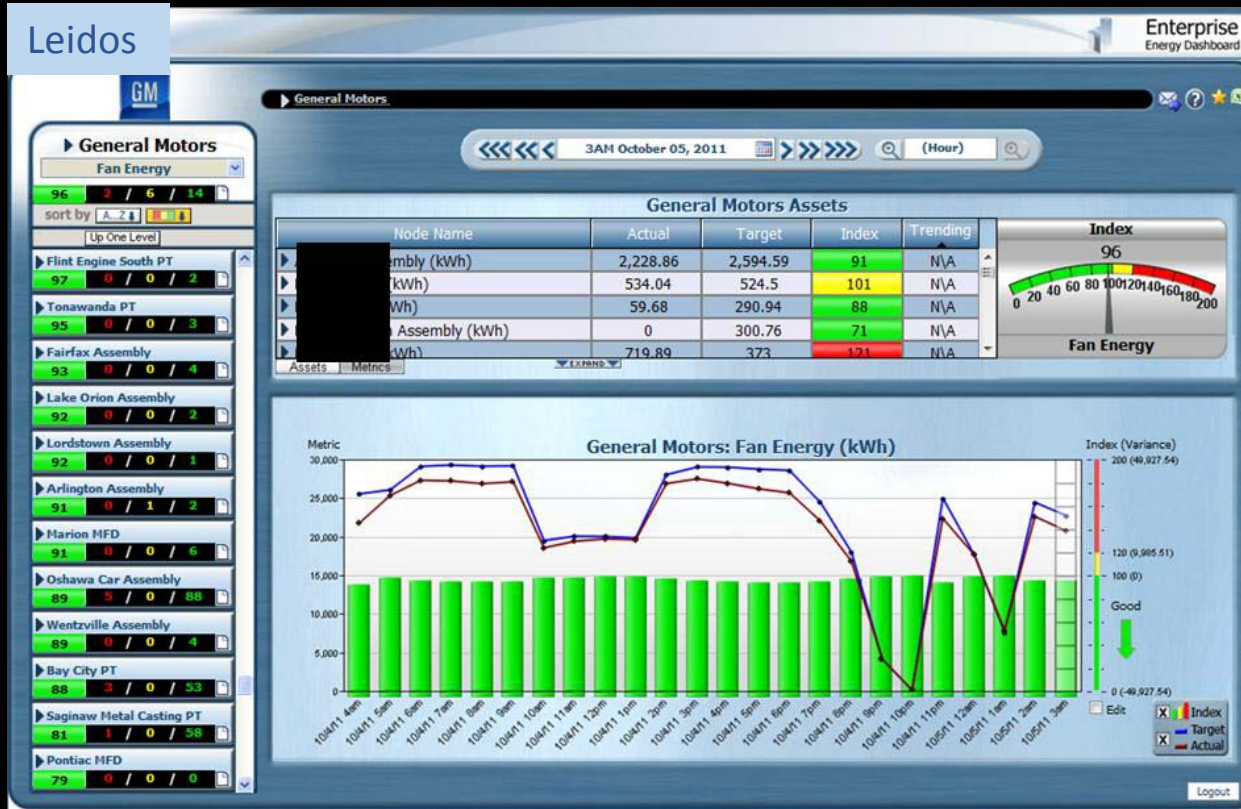 Leidos
Enterprise
Energy Dashboard
GM
General Motors
General Motors
Fan Energy
96 2 / 6 / 14
sort by A...Z
Up One Level
Flint Engine South PT
97 0 / 0 / 2
Tonawanda PT
95 0 / 0 / 3
Fairfax Assembly
93 0 / 0 / 4
Lake Orion Assembly
92 0 / 0 / 2
Lordstown Assembly
92 0 / 0 / 1
Arlington Assembly
91 0 / 1 / 2
Marion MFD
91 0 / 0 / 6
Oshawa Car Assembly
89 5 / 0 / 88
Wentzville Assembly
89 0 / 0 / 4
Bay City PT
88 3 / 0 / 53
Saginaw Metal Casting PT
81 1 / 0 / 58
Pontiac MFD
79 0 / 0 / 0
3AM October 05, 2011 (Hour)
General Motors Assets
Node Name Actual Target Index Trending
embly (kWh) 2,228.86 2,594.59 91 N\A
(kWh) 534.04 524.5 101 N\A
Wh) 59.68 290.94 88 N\A
Assembly (kWh) 0 300.76 71 N\A
kWh) 719.89 373 121 N\A
Assets Metrics
EXPAND
Index
96
0 20 40 60 80 100 120 140 160 180 200
Fan Energy
General Motors: Fan Energy (kWh)
Metric
30,000
25,000
20,000
15,000
10,000
5,000
0
10/4/11 4am 10/4/11 5am 10/4/11 6am 10/4/11 7am 10/4/11 8am 10/4/11 9am 10/4/11 10am 10/4/11 11am 10/4/11 12pm 10/4/11 1pm 10/4/11 2pm 10/4/11 3pm 10/4/11 4pm 10/4/11 5pm 10/4/11 6pm 10/4/11 7pm 10/4/11 8pm 10/4/11 9pm 10/4/11 10pm 10/4/11 11pm 10/5/11 12am 10/5/11 1am 10/5/11 2am 10/5/11 3am
Index (Variance)
200 (49,927.54)
120 (9,985.51)
100 (0)
Good
0 (-49,927.54)
Edit
X Index
Target
X Actual
Logout